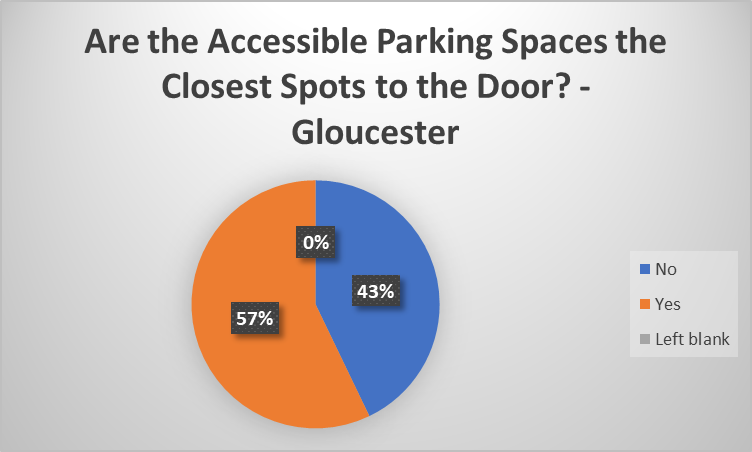 Are the Accessible Parking Spaces the
Closest Spots to the Door? -
Gloucester
0%
43%
57%
No
Yes
Left blank